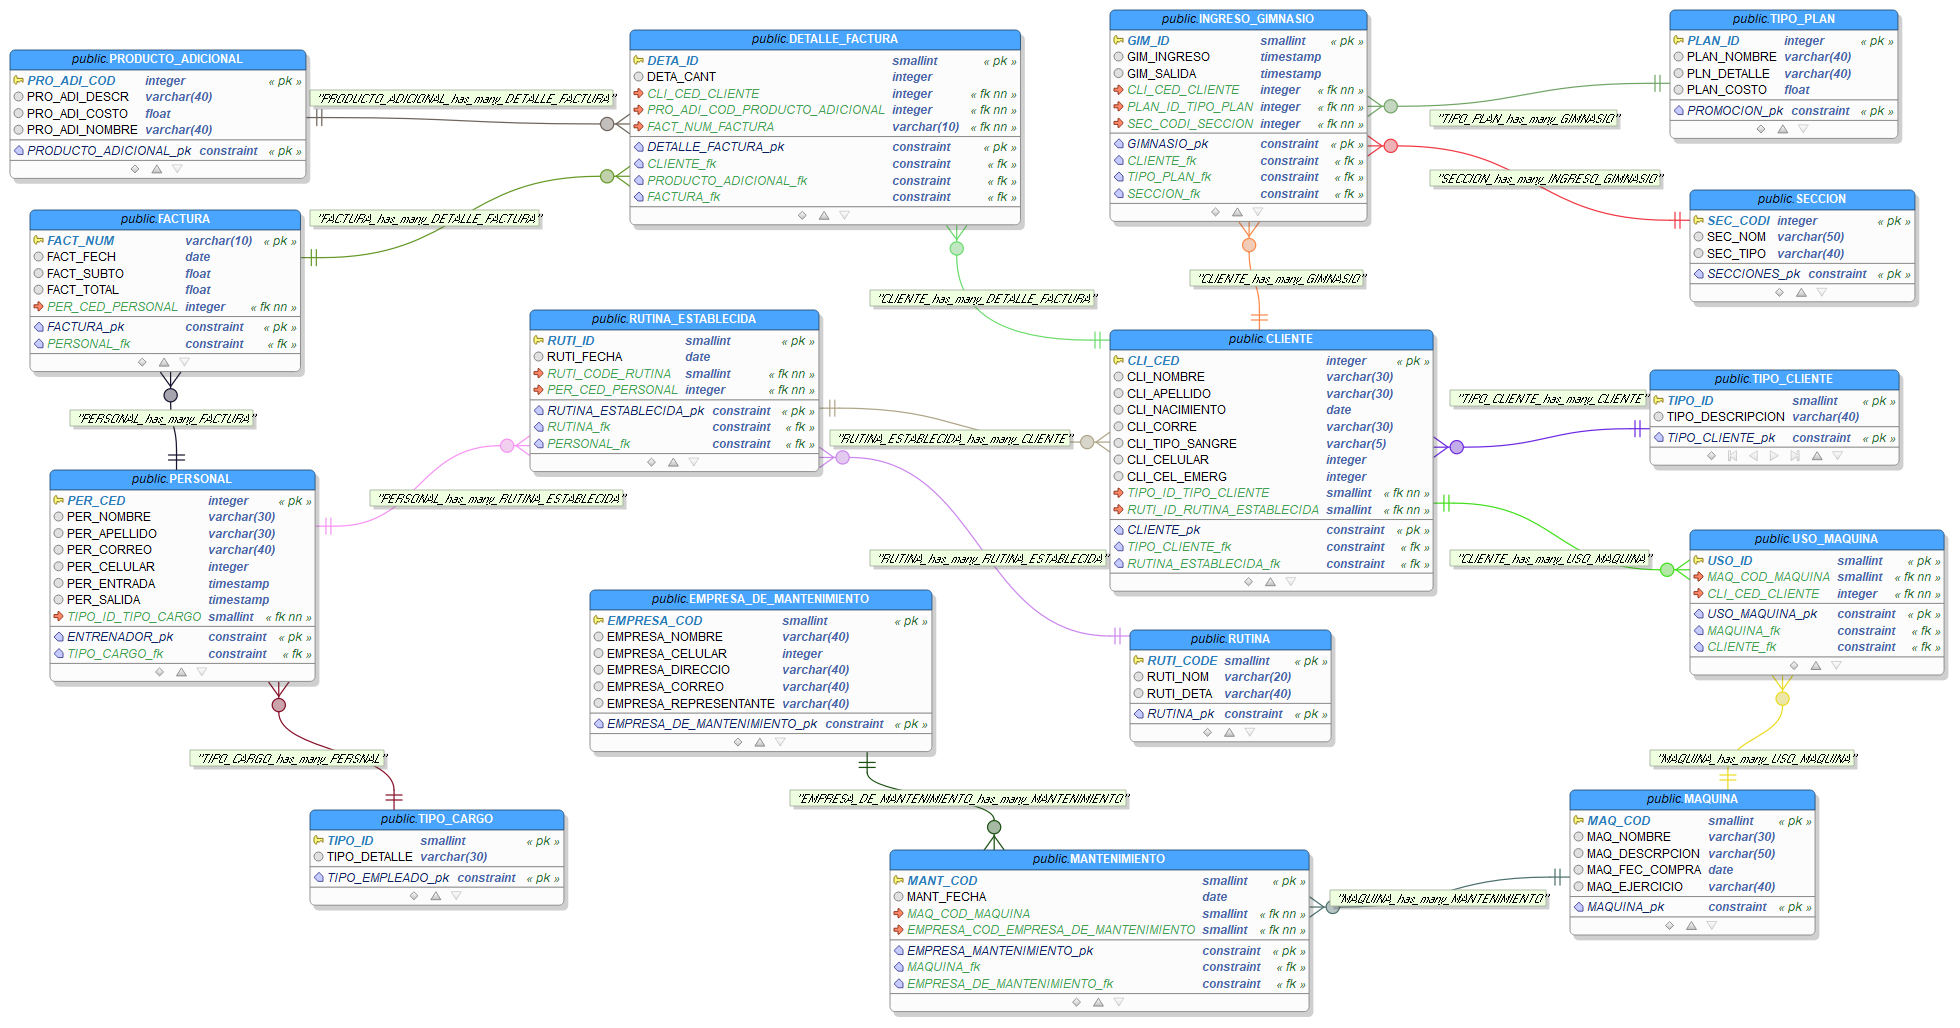 public.PRODUCTO_ADICIONAL
PRO_ADI_COD integer « pk »
PRO_ADI_DESCR varchar(40)
PRO_ADI_COSTO float
PRO_ADI_NOMBRE varchar(40)
PRODUCTO_ADICIONAL_pk constraint « pk »
"PRODUCTO_ADICIONAL_has_many_DETALLE_FACTURA"
public.DETALLE_FACTURA
DETA_ID smallint « pk »
DETA_CANT integer
CLI_CED_CLIENTE integer « fk nn »
PRO_ADI_COD_PRODUCTO_ADICIONAL integer « fk nn »
FACT_NUM_FACTURA varchar(10) « fk nn »
DETALLE_FACTURA_pk constraint « pk »
CLIENTE_fk constraint « fk »
PRODUCTO_ADICIONAL_fk constraint « fk »
FACTURA_fk constraint « fk »
public.INGRESO_GIMNASIO
GIM_ID smallint « pk »
GIM_INGRESO timestamp
GIM_SALIDA timestamp
CLI_CED_CLIENTE integer « fk nn »
PLAN_ID_TIPO_PLAN integer « fk nn »
SEC_CODI_SECCION integer « fk nn »
GIMNASIO_pk constraint « pk »
CLIENTE_fk constraint « fk »
TIPO_PLAN_fk constraint « fk »
SECCION_fk constraint « fk »
public.TIPO_PLAN
PLAN_ID integer « pk »
PLAN_NOMBRE varchar(40)
PLN_DETALLE varchar(40)
PLAN_COSTO float
PROMOCION_pk constraint « pk »
"TIPO_PLAN_has_many_GIMNASIO"
"SECCION_has_many_INGRESO_GIMNASIO"
public.SECCION
SEC_CODI integer « pk »
SEC_NOM varchar(50)
SEC_TIPO varchar(40)
SECCIONES_pk constraint « pk »
public.FACTURA
FACT_NUM varchar(10) « pk »
FACT_FECH date
FACT_SUBTO float
FACT_TOTAL float
PER_CED_PERSONAL integer « fk nn »
FACTURA_pk constraint « pk »
PERSONAL_fk constraint « fk »
"FACTURA_has_many_DETALLE_FACTURA"
"CLIENTE_has_many_DETALLE_FACTURA"
"CLIENTE_has_many_GIMNASIO"
public.RUTINA_ESTABLECIDA
RUTI_ID smallint « pk »
RUTI_FECHA date
RUTI_CODE_RUTINA smallint « fk nn »
PER_CED_PERSONAL integer « fk nn »
RUTINA_ESTABLECIDA_pk constraint « pk »
RUTINA_fk constraint « fk »
PERSONAL_fk constraint « fk »
public.CLIENTE
CLI_CED integer « pk »
CLI_NOMBRE varchar(30)
CLI_APELLIDO varchar(30)
CLI_NACIMIENTO date
CLI_CORRE varchar(30)
CLI_TIPO_SANGRE varchar(5)
CLI_CELULAR integer
CLI_CEL_EMERG integer
TIPO_ID_TIPO_CLIENTE smallint « fk nn »
RUTI_ID_RUTINA_ESTABLECIDA smallint « fk nn »
CLIENTE_pk constraint « pk »
TIPO_CLIENTE_fk constraint « fk »
RUTINA_ESTABLECIDA_fk constraint « fk »
"TIPO_CLIENTE_has_many_CLIENTE"
public.TIPO_CLIENTE
TIPO_ID smallint « pk »
TIPO_DESCRIPCION varchar(40)
TIPO_CLIENTE_pk constraint « pk »
"PERSONAL_has_many_FACTURA"
"RUTINA_ESTABLECIDA_has_many_CLIENTE"
public.PERSONAL
PER_CED integer « pk »
PER_NOMBRE varchar(30)
PER_APELLIDO varchar(30)
PER_CORREO varchar(40)
PER_CELULAR integer
PER_ENTRADA timestamp
PER_SALIDA timestamp
TIPO_ID_TIPO_CARGO smallint « fk nn »
ENTRENADOR_pk constraint « pk »
TIPO_CARGO_fk constraint « fk »
"PERSONAL_has_many_RUTINA_ESTABLECIDA"
"RUTINA_has_many_RUTINA_ESTABLECIDA"
"CLIENTE_has_many_USO_MAQUINA"
public.USO_MAQUINA
USO_ID smallint « pk »
MAQ_COD_MAQUINA smallint « fk nn »
CLI_CED_CLIENTE integer « fk nn »
USO_MAQUINA_pk constraint « pk »
MAQUINA_fk constraint « fk »
CLIENTE_fk constraint « fk »
public.EMPRESA_DE_MANTENIMIENTO
EMPRESA_COD smallint « pk »
EMPRESA_NOMBRE varchar(40)
EMPRESA_CELULAR integer
EMPRESA_DIRECCIO varchar(40)
EMPRESA_CORREO varchar(40)
EMPRESA_REPRESENTANTE varchar(40)
EMPRESA_DE_MANTENIMIENTO_pk constraint « pk »
public.RUTINA
RUTI_CODE smallint « pk »
RUTI_NOM varchar(20)
RUTI_DETA varchar(40)
RUTINA_pk constraint « pk »
"TIPO_CARGO_has_many_PERSNAL"
"MAQUINA_has_many_USO_MAQUINA"
"EMPRESA_DE_MANTENIMIENTO_has_many_MANTENIMIENTO"
public.TIPO_CARGO
TIPO_ID smallint « pk »
TIPO_DETALLE varchar(30)
TIPO_EMPLEADO_pk constraint « pk »
public.MANTENIMIENTO
MANT_COD smallint « pk »
MANT_FECHA date
MAQ_COD_MAQUINA smallint « fk nn »
EMPRESA_COD_EMPRESA_DE_MANTENIMIENTO smallint « fk nn »
EMPRESA_MANTENIMIENTO_pk constraint « pk »
MAQUINA_fk constraint « fk »
EMPRESA_DE_MANTENIMIENTO_fk constraint « fk »
"MAQUINA_has_many_MANTENIMIENTO"
public.MAQUINA
MAQ_COD smallint « pk »
MAQ_NOMBRE varchar(30)
MAQ_DESCRPCION varchar(50)
MAQ_FEC_COMPRA date
MAQ_EJERCICIO varchar(40)
MAQUINA_pk constraint « pk »